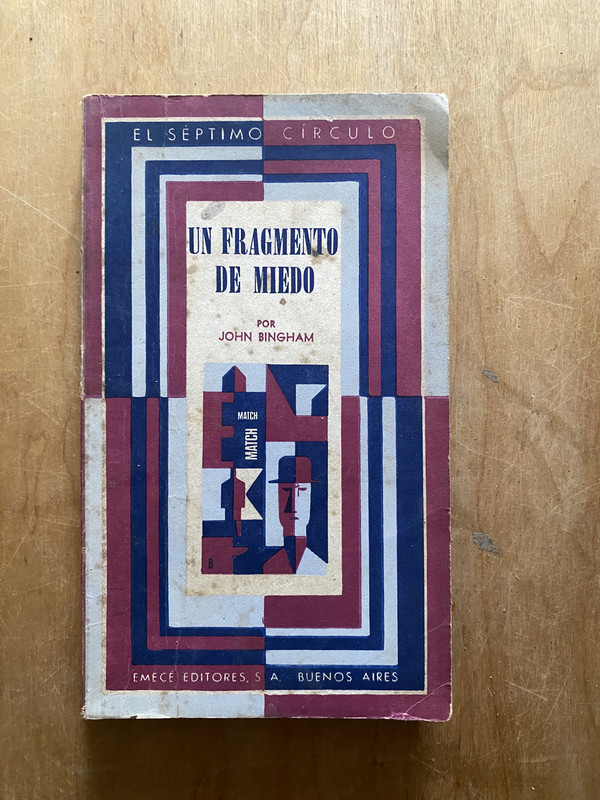 EL SÉPTIMO CÍRCULO
UN FRAGMENTO
DE MIEDO
POR
JOHN BINGHAM
MATCH
MATCH
B
EMECÉ EDITORES, S. A. BUENOS AIRES